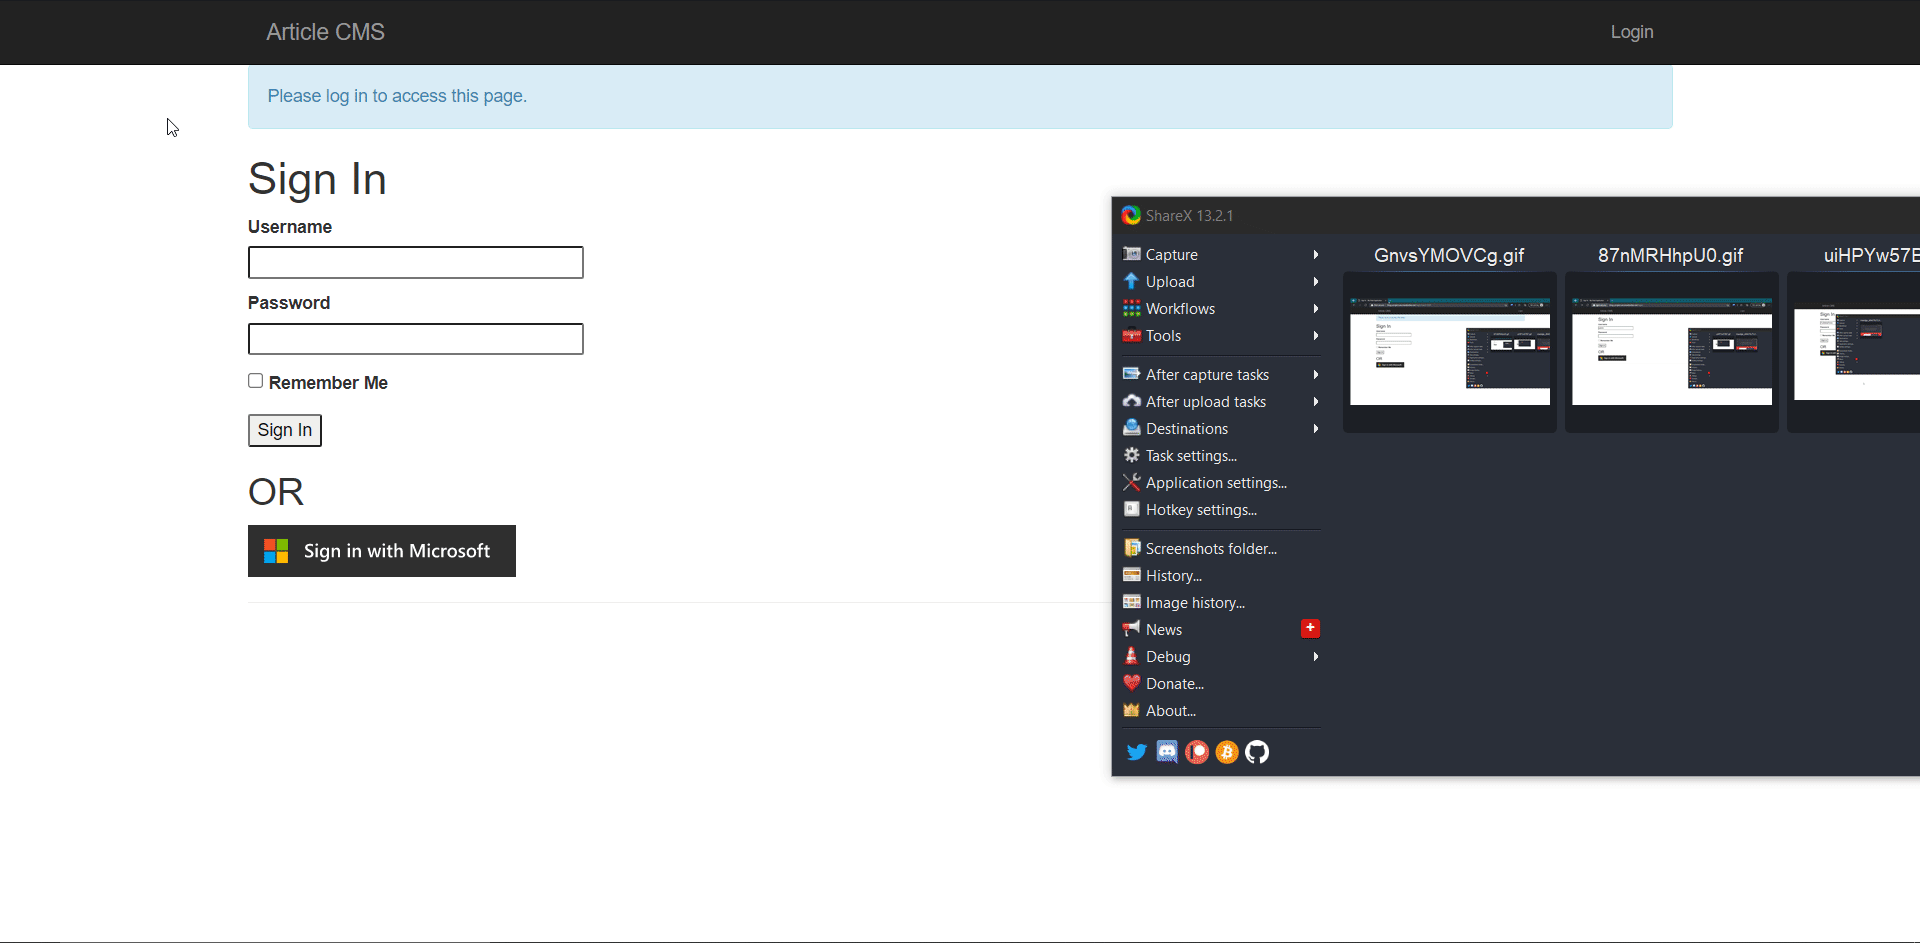 Article CMS
Login
Please log in to access this page.
Sign In
Username
Password
Remember Me
Sign In
OR
Sign in with Microsoft
ShareX 13.2.1
Capture
Upload
Workflows
Tools
After capture tasks
After upload tasks
Destinations
Task settings...
Application settings...
Hotkey settings...
Screenshots folder...
History...
Image history...
News
Debug
Donate...
About...
GnvsYMOVCg.gif
87nMRHhpU0.gif
uiHPYw57E